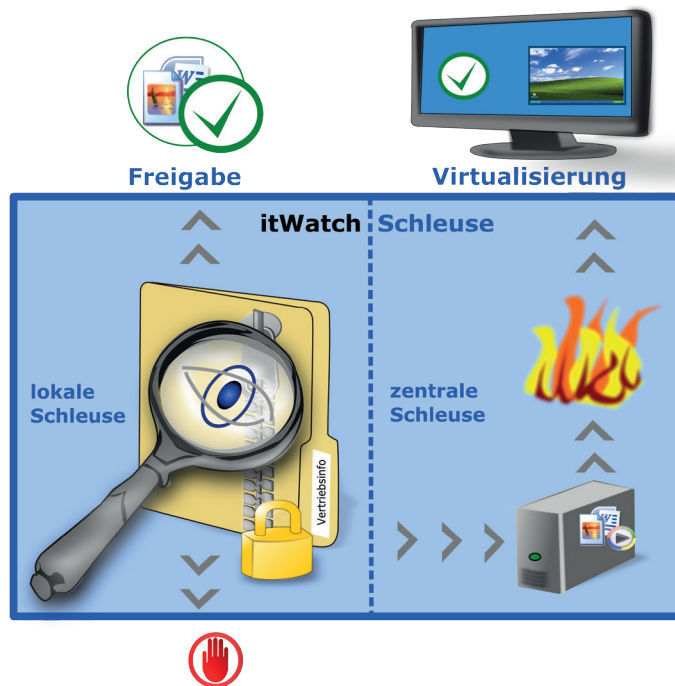 Freigabe
Virtualisierung
itWatch Schleuse
lokale
Schleuse
zentrale
Schleuse
Vertriebsinfo
W
W